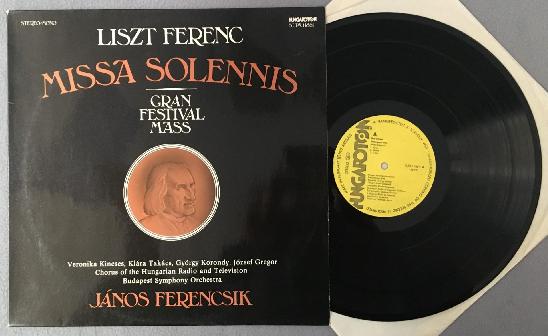 STEREO-MONO
HUNGAROTON
LISZT FERENC
MISSA SOLENNIS
GRAN
FESTIVAL
MASS
Veronika Kincses, Klára Takács, György Korondy, József Gregor
Chorus of the Hungarian Radio and Television
Budapest Symphony Orchestra
JÁNOS FERENCSIK
HUNGAROTON